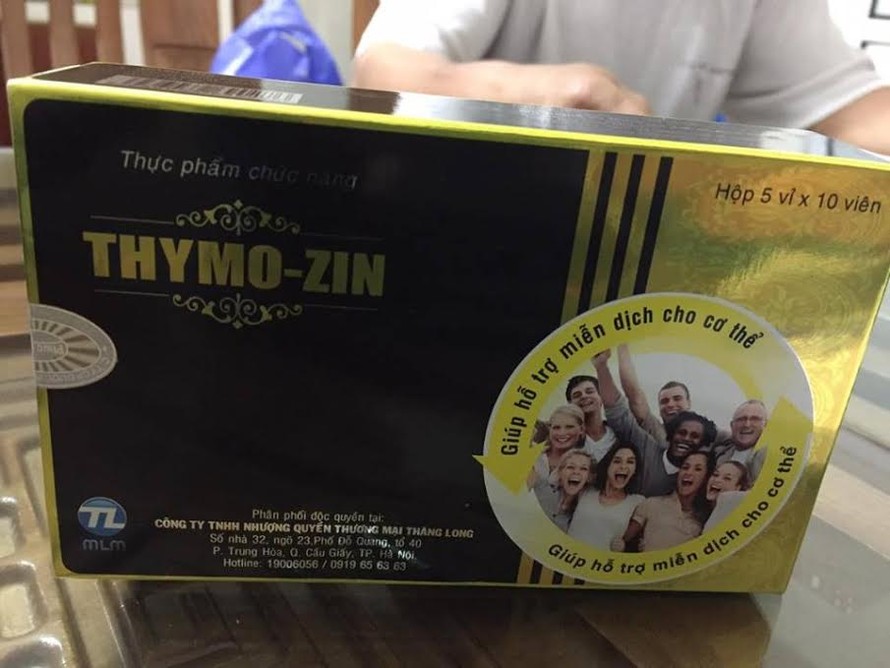 Thực phẩm chức năng
THYMO-ZIN
Hộp 5 vỉ x 10 viên
Giúp hỗ trợ miễn dịch cho cơ thể
Giúp hỗ trợ miễn dịch cho cơ thể
TL
MLM
Phân phối độc quyền tại:
CÔNG TY TNHH NHƯỢNG QUYỀN THƯƠNG MẠI THĂNG LONG
Số nhà 32, ngõ 23,Phố Đỗ Quang, tổ 40
P. Trung Hòa, Q. Cầu Giấy, TP. Hà Nội.
Hotline: 19006056 / 0919 65 63 63